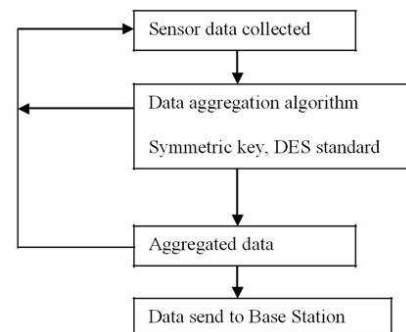 Sensor data collected
Data aggregation algorithm
Symmetric key, DES standard
Aggregated data
Data send to Base Station